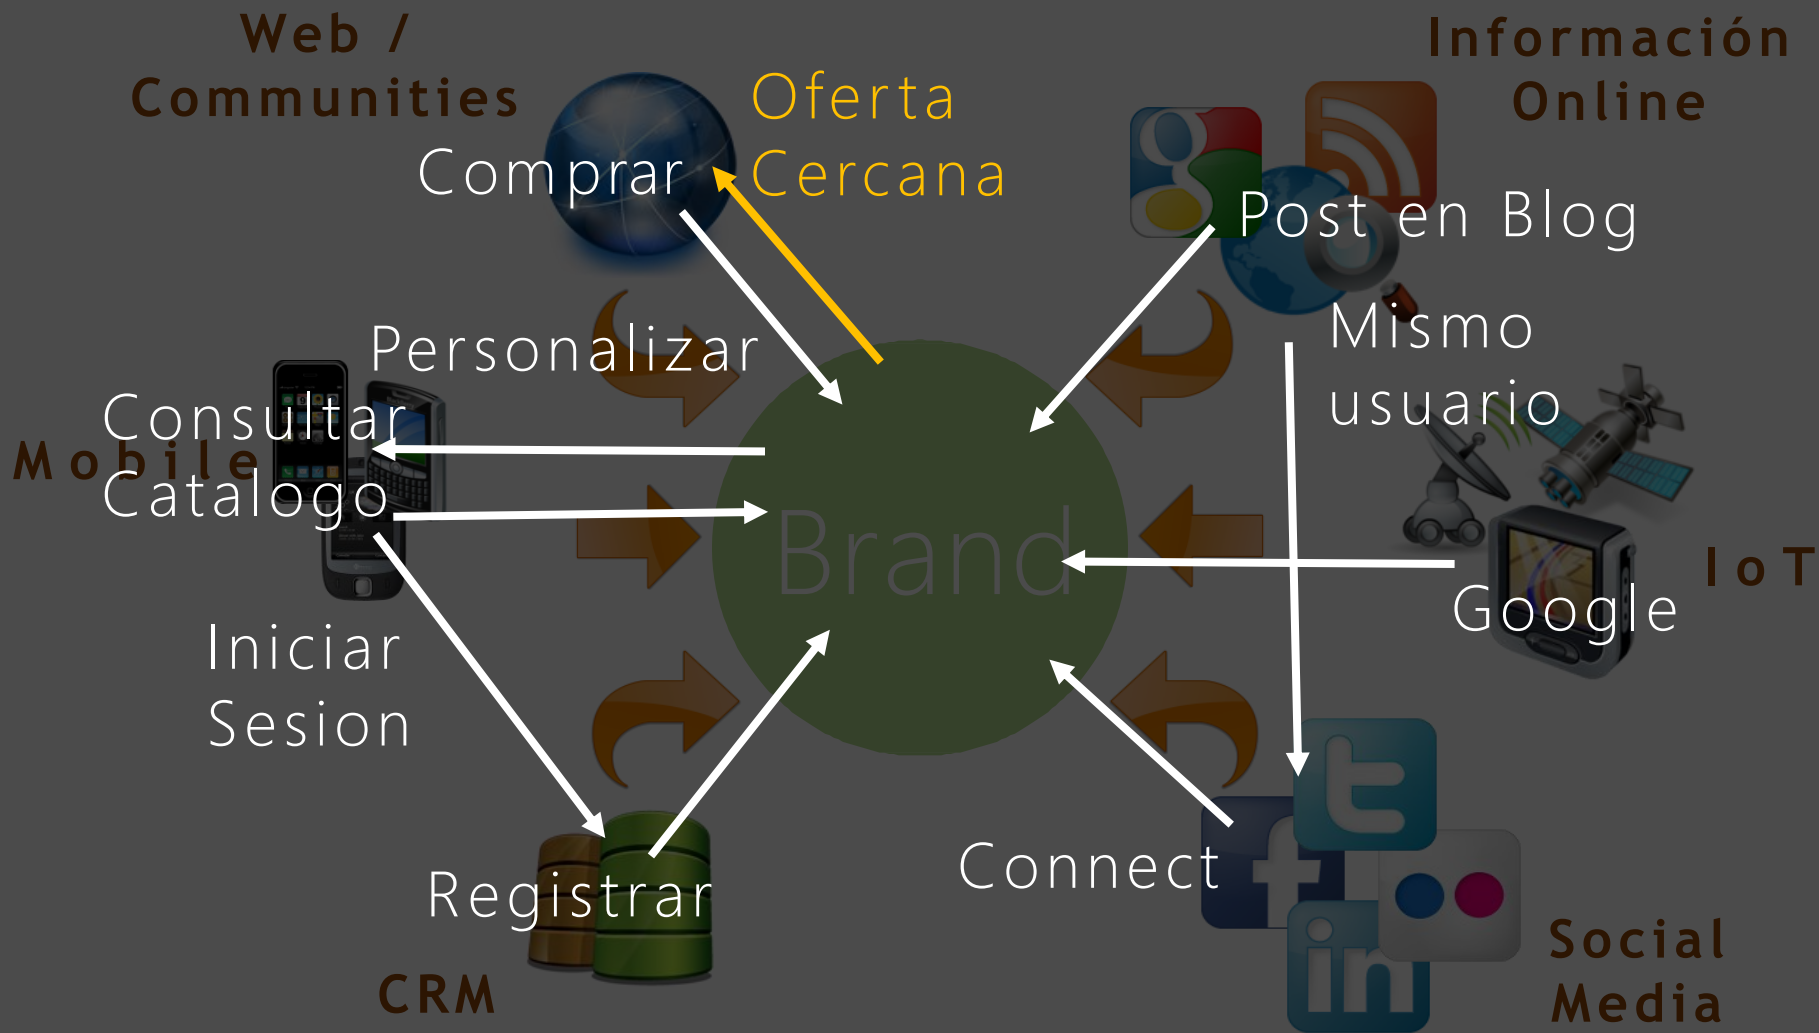 Web /
Communities
Información
Online
Oferta
Cercana
Comprar
Post en Blog
Personalizar
Mismo
usuario
Consultar
Catalogo
Mobile
Brand
IoT
Google
Iniciar
Sesion
Connect
Registrar
CRM
Social
Media
g
t
f
in